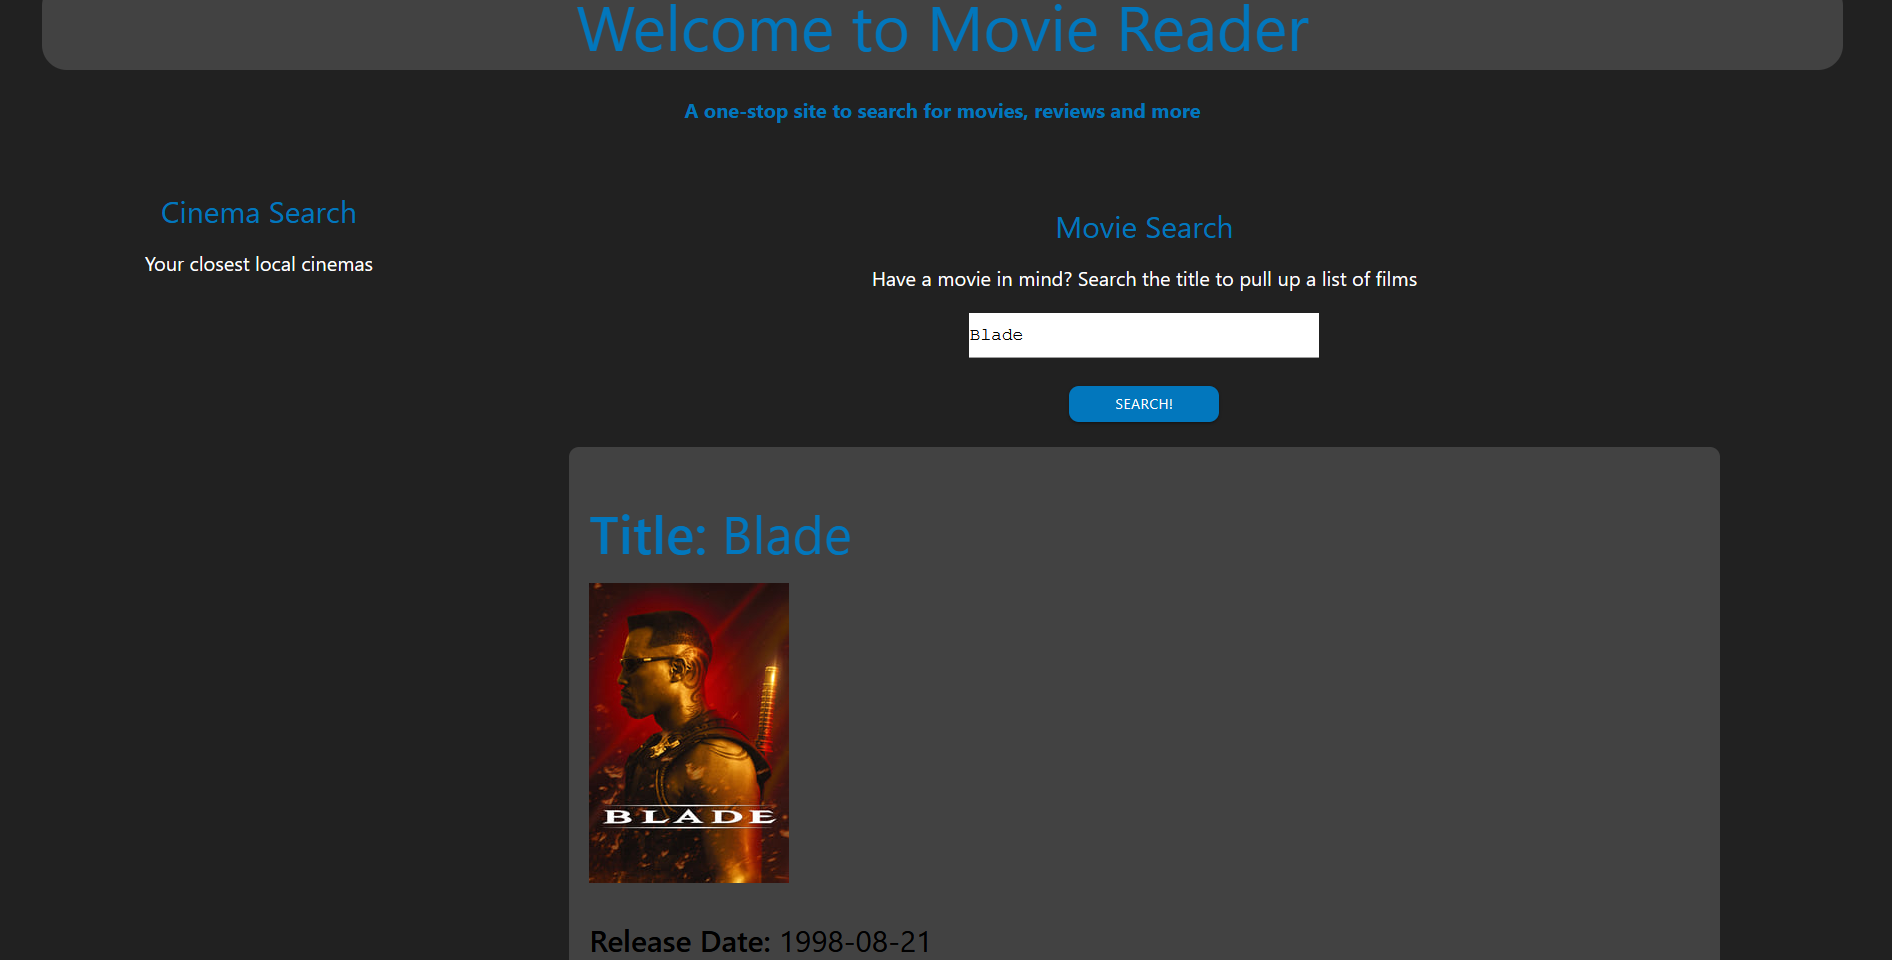 Welcome to Movie Reader
A one-stop site to search for movies, reviews and more
Cinema Search
Your closest local cinemas
Movie Search
Have a movie in mind? Search the title to pull up a list of films
Blade
SEARCH!
Title: Blade
BLADE
Release Date: 1998-08-21